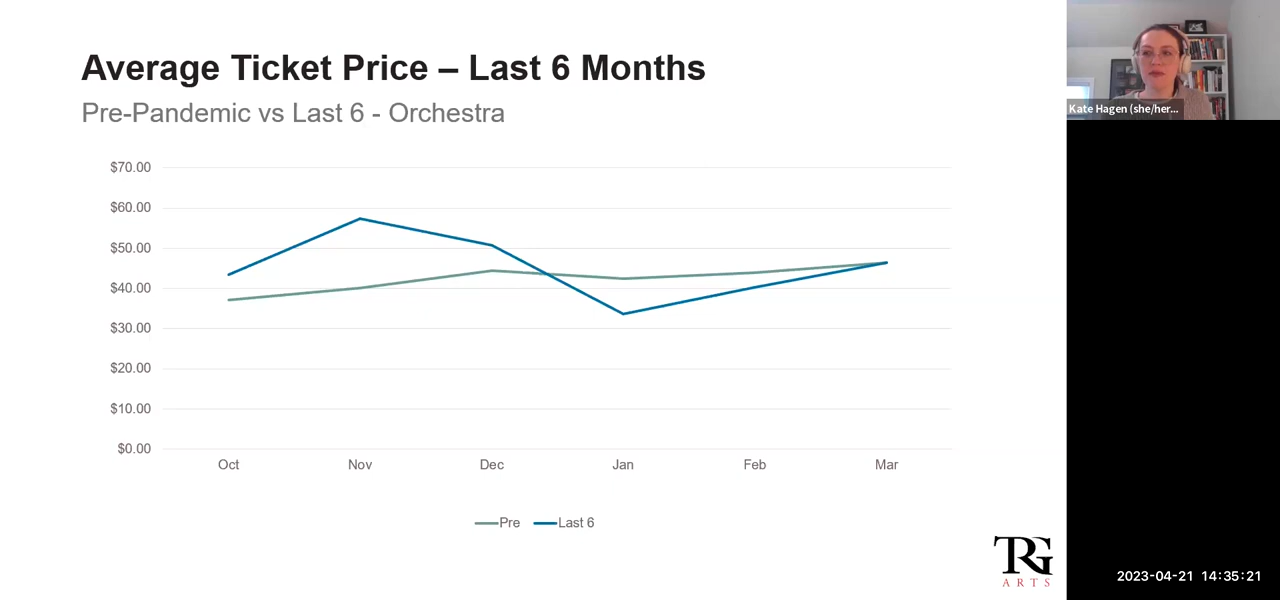 Average Ticket Price – Last 6 Months
Pre-Pandemic vs Last 6 - Orchestra
$70.00
$60.00
$50.00
$40.00
$30.00
$20.00
$10.00
$0.00
Oct Nov Dec Jan Feb Mar
Pre Last 6
TRG
ARTS
Kate Hagen (she/her...
2023-04-21 14:35:21